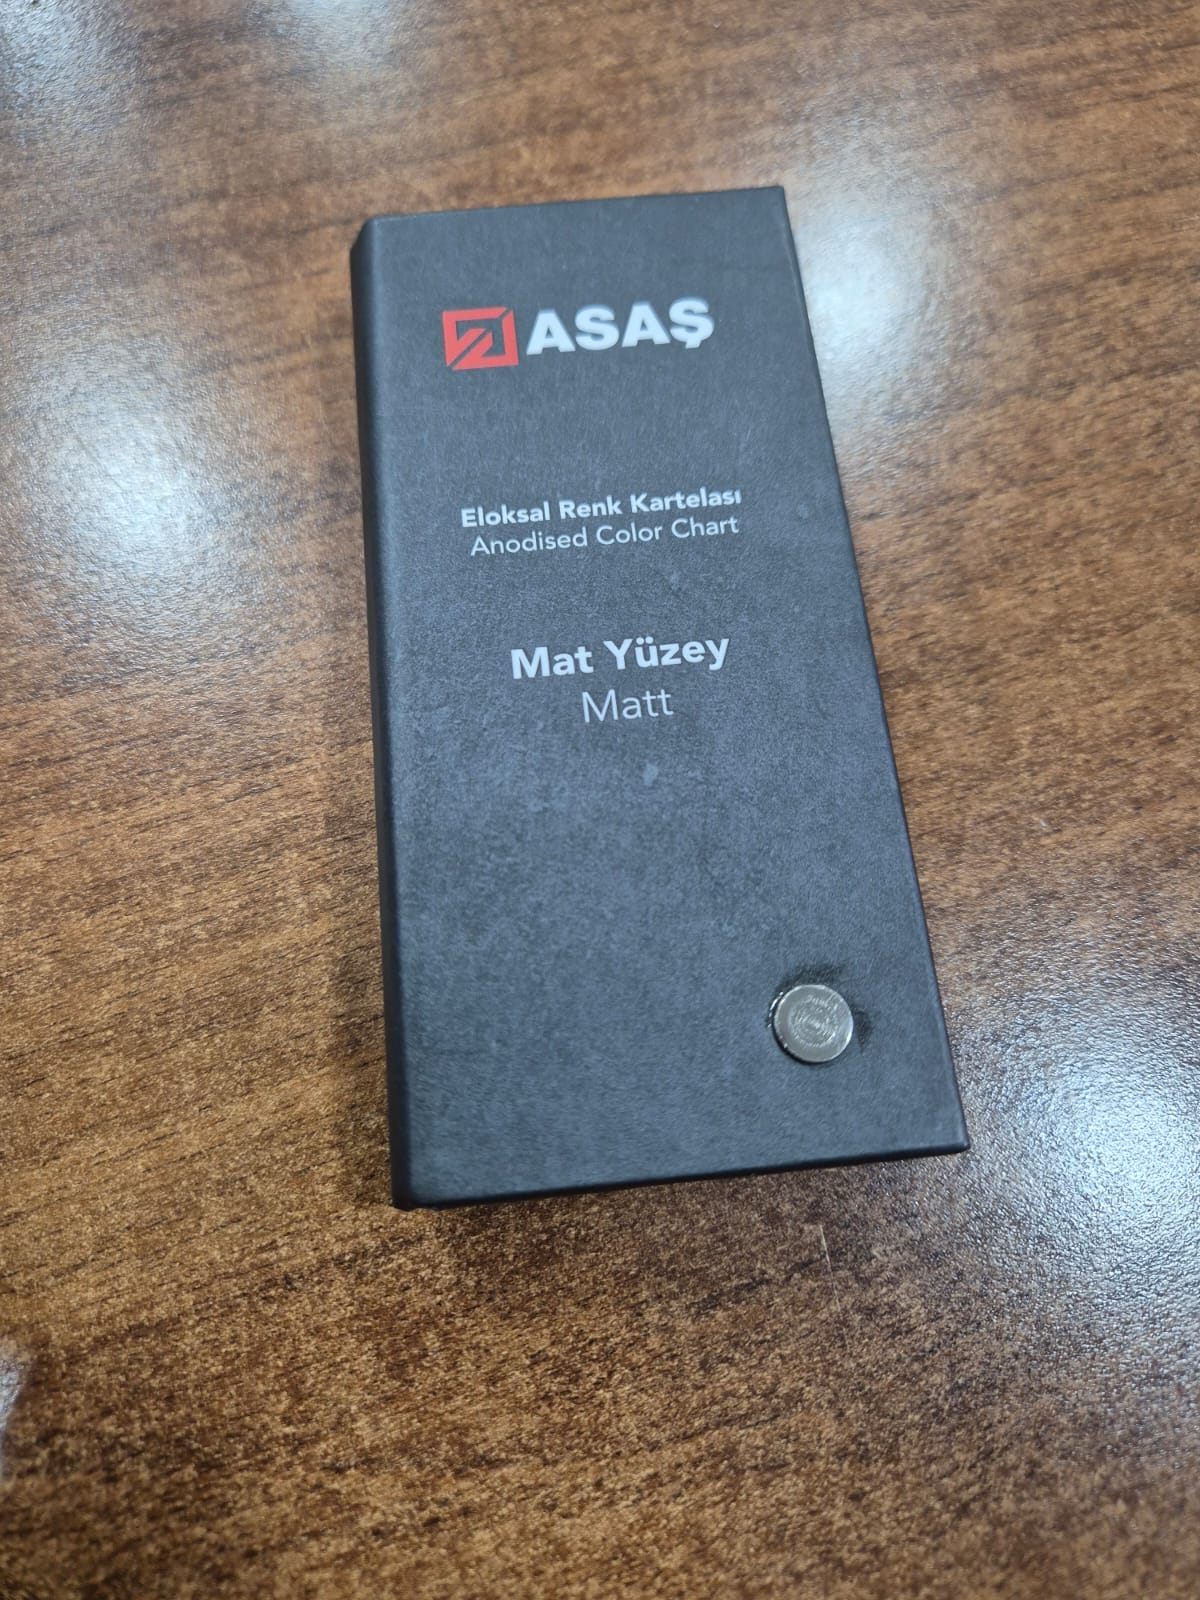 ASAŞ
Eloksal Renk Kartelası
Anodised Color Chart
Mat Yüzey
Matt